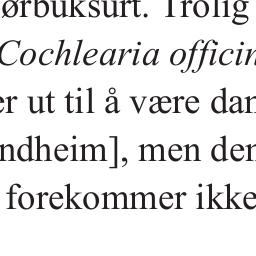 ørbuksurt. Trolig
Cochlearia officin
er ut til å være dan
ndheim], men den
forekommer ikke